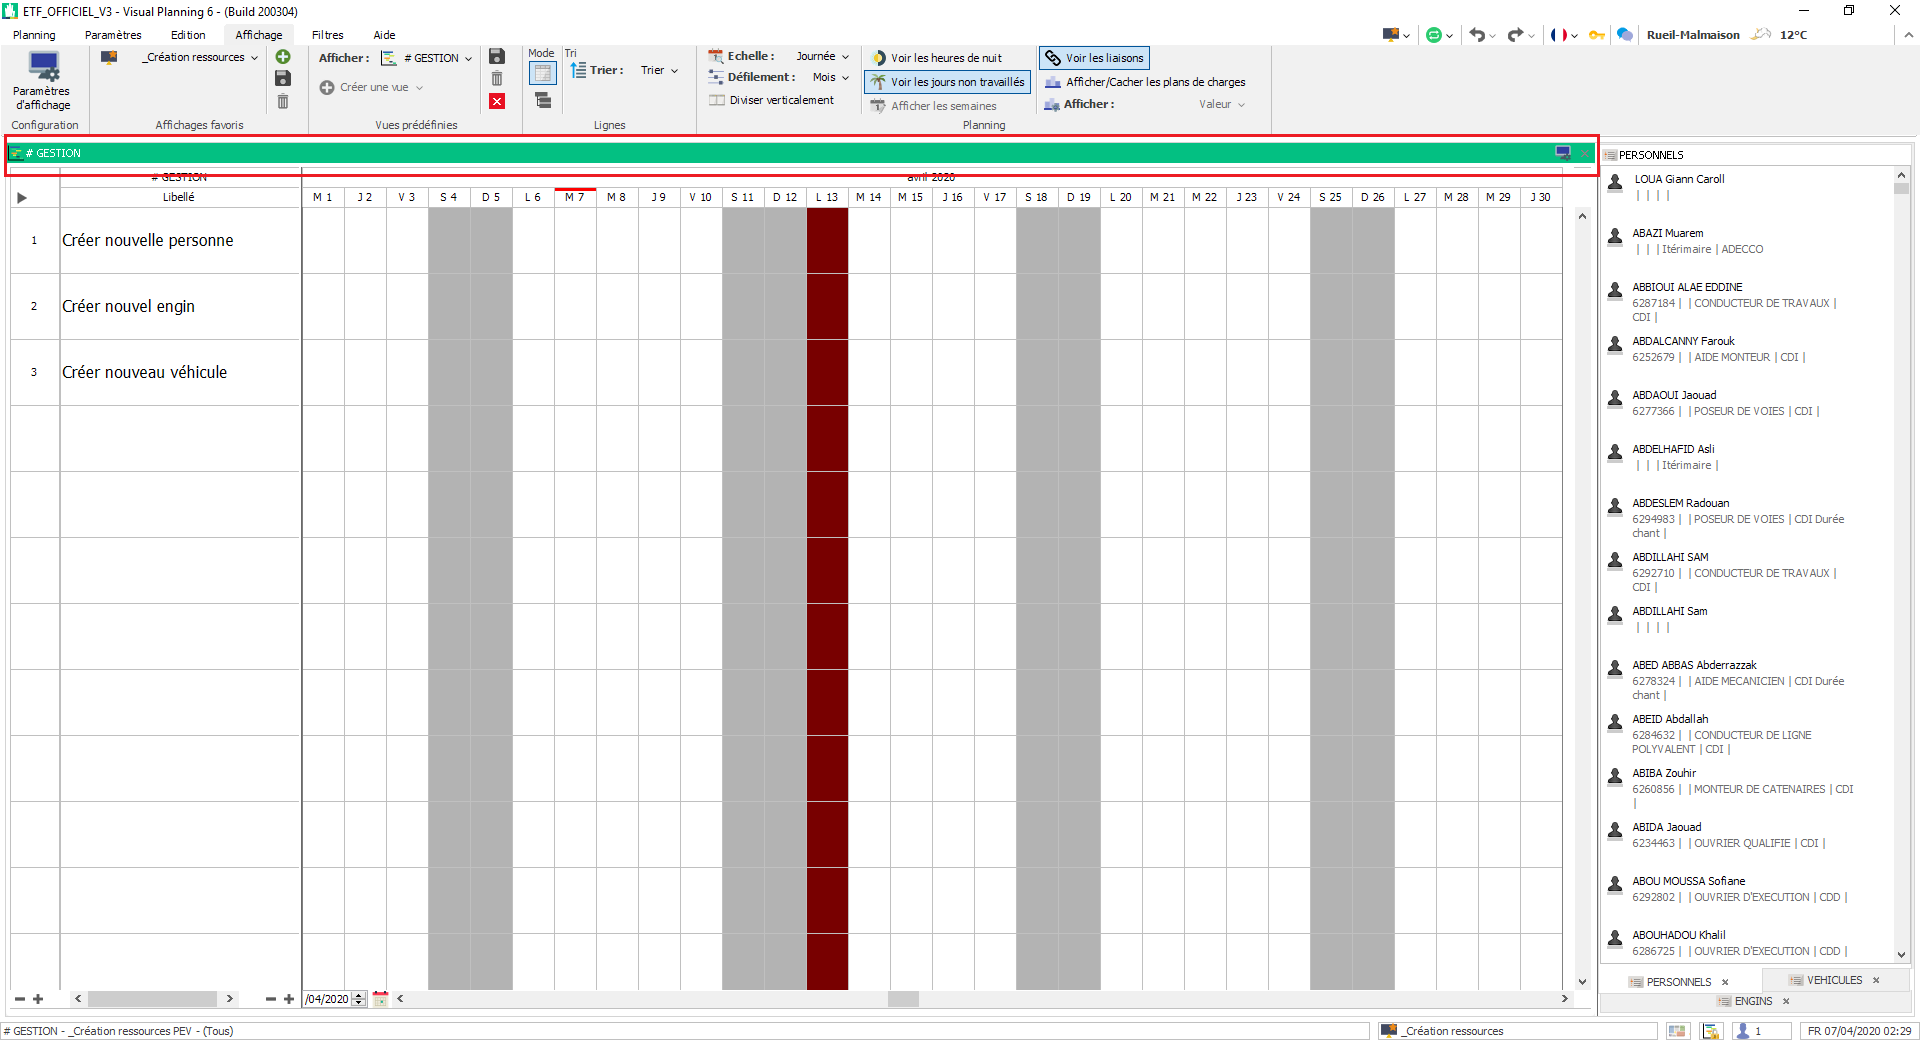 ETF_OFFICIEL_V3 - Visual Planning 6 - (Build 200304)
Planning Paramètres Edition Affichage Filtres Aide
Rueil-Malmaison 12°C
Paramètres
d'affichage
Configuration
_Création ressources
Affichages favoris
Afficher : # GESTION
Créer une vue
Vues prédéfinies
Mode
Tri
Trier : Trier
Lignes
Echelle : Journée
Défilement : Mois
Diviser verticalement
Voir les heures de nuit
Voir les jours non travaillés
Afficher les semaines
Voir les liaisons
Afficher/Cacher les plans de charges
Afficher : Valeur
Planning
# GESTION
# GESTION
avril 2020
Libellé
M 1 J 2 V 3 S 4 D 5 L 6 M 7 M 8 J 9 V 10 S 11 D 12 L 13 M 14 M 15 J 16 V 17 S 18 D 19 L 20 M 21 M 22 J 23 V 24 S 25 D 26 L 27 M 28 M 29 J 30
1 Créer nouvelle personne
2 Créer nouvel engin
3 Créer nouveau véhicule
/04/2020
PERSONNELS
LOUA Giann Caroll
| | | |
ABAZI Muarem
| | | Itérimaire | ADECCO
ABBIOUI ALAE EDDINE
6287184 | | CONDUCTEUR DE TRAVAUX |
CDI |
ABDALCANNY Farouk
6252679 | | AIDE MONTEUR | CDI |
ABDAOUI Jaouad
6277366 | | POSEUR DE VOIES | CDI |
ABDELHAFID Asli
| | | Itérimaire |
ABDESLEM Radouan
6294983 | | POSEUR DE VOIES | CDI Durée
chant |
ABDILLAHI SAM
6292710 | | CONDUCTEUR DE TRAVAUX |
CDI |
ABDILLAHI Sam
| | | |
ABED ABBAS Abderrazzak
6278324 | | AIDE MECANICIEN | CDI Durée
chant |
ABEID Abdallah
6284632 | | CONDUCTEUR DE LIGNE
POLYVALENT | CDI |
ABIBA Zouhir
6260856 | | MONTEUR DE CATENAIRES | CDI
|
ABIDA Jaouad
6234463 | | OUVRIER QUALIFIE | CDI |
ABOU MOUSSA Sofiane
6292802 | | OUVRIER D'EXECUTION | CDD |
ABOUHADOU Khalil
6286725 | | OUVRIER D'EXECUTION | CDD |
PERSONNELS VEHICULES
ENGINS
# GESTION - _Création ressources PEV - (Tous)
_Création ressources
1
FR 07/04/2020 02:29